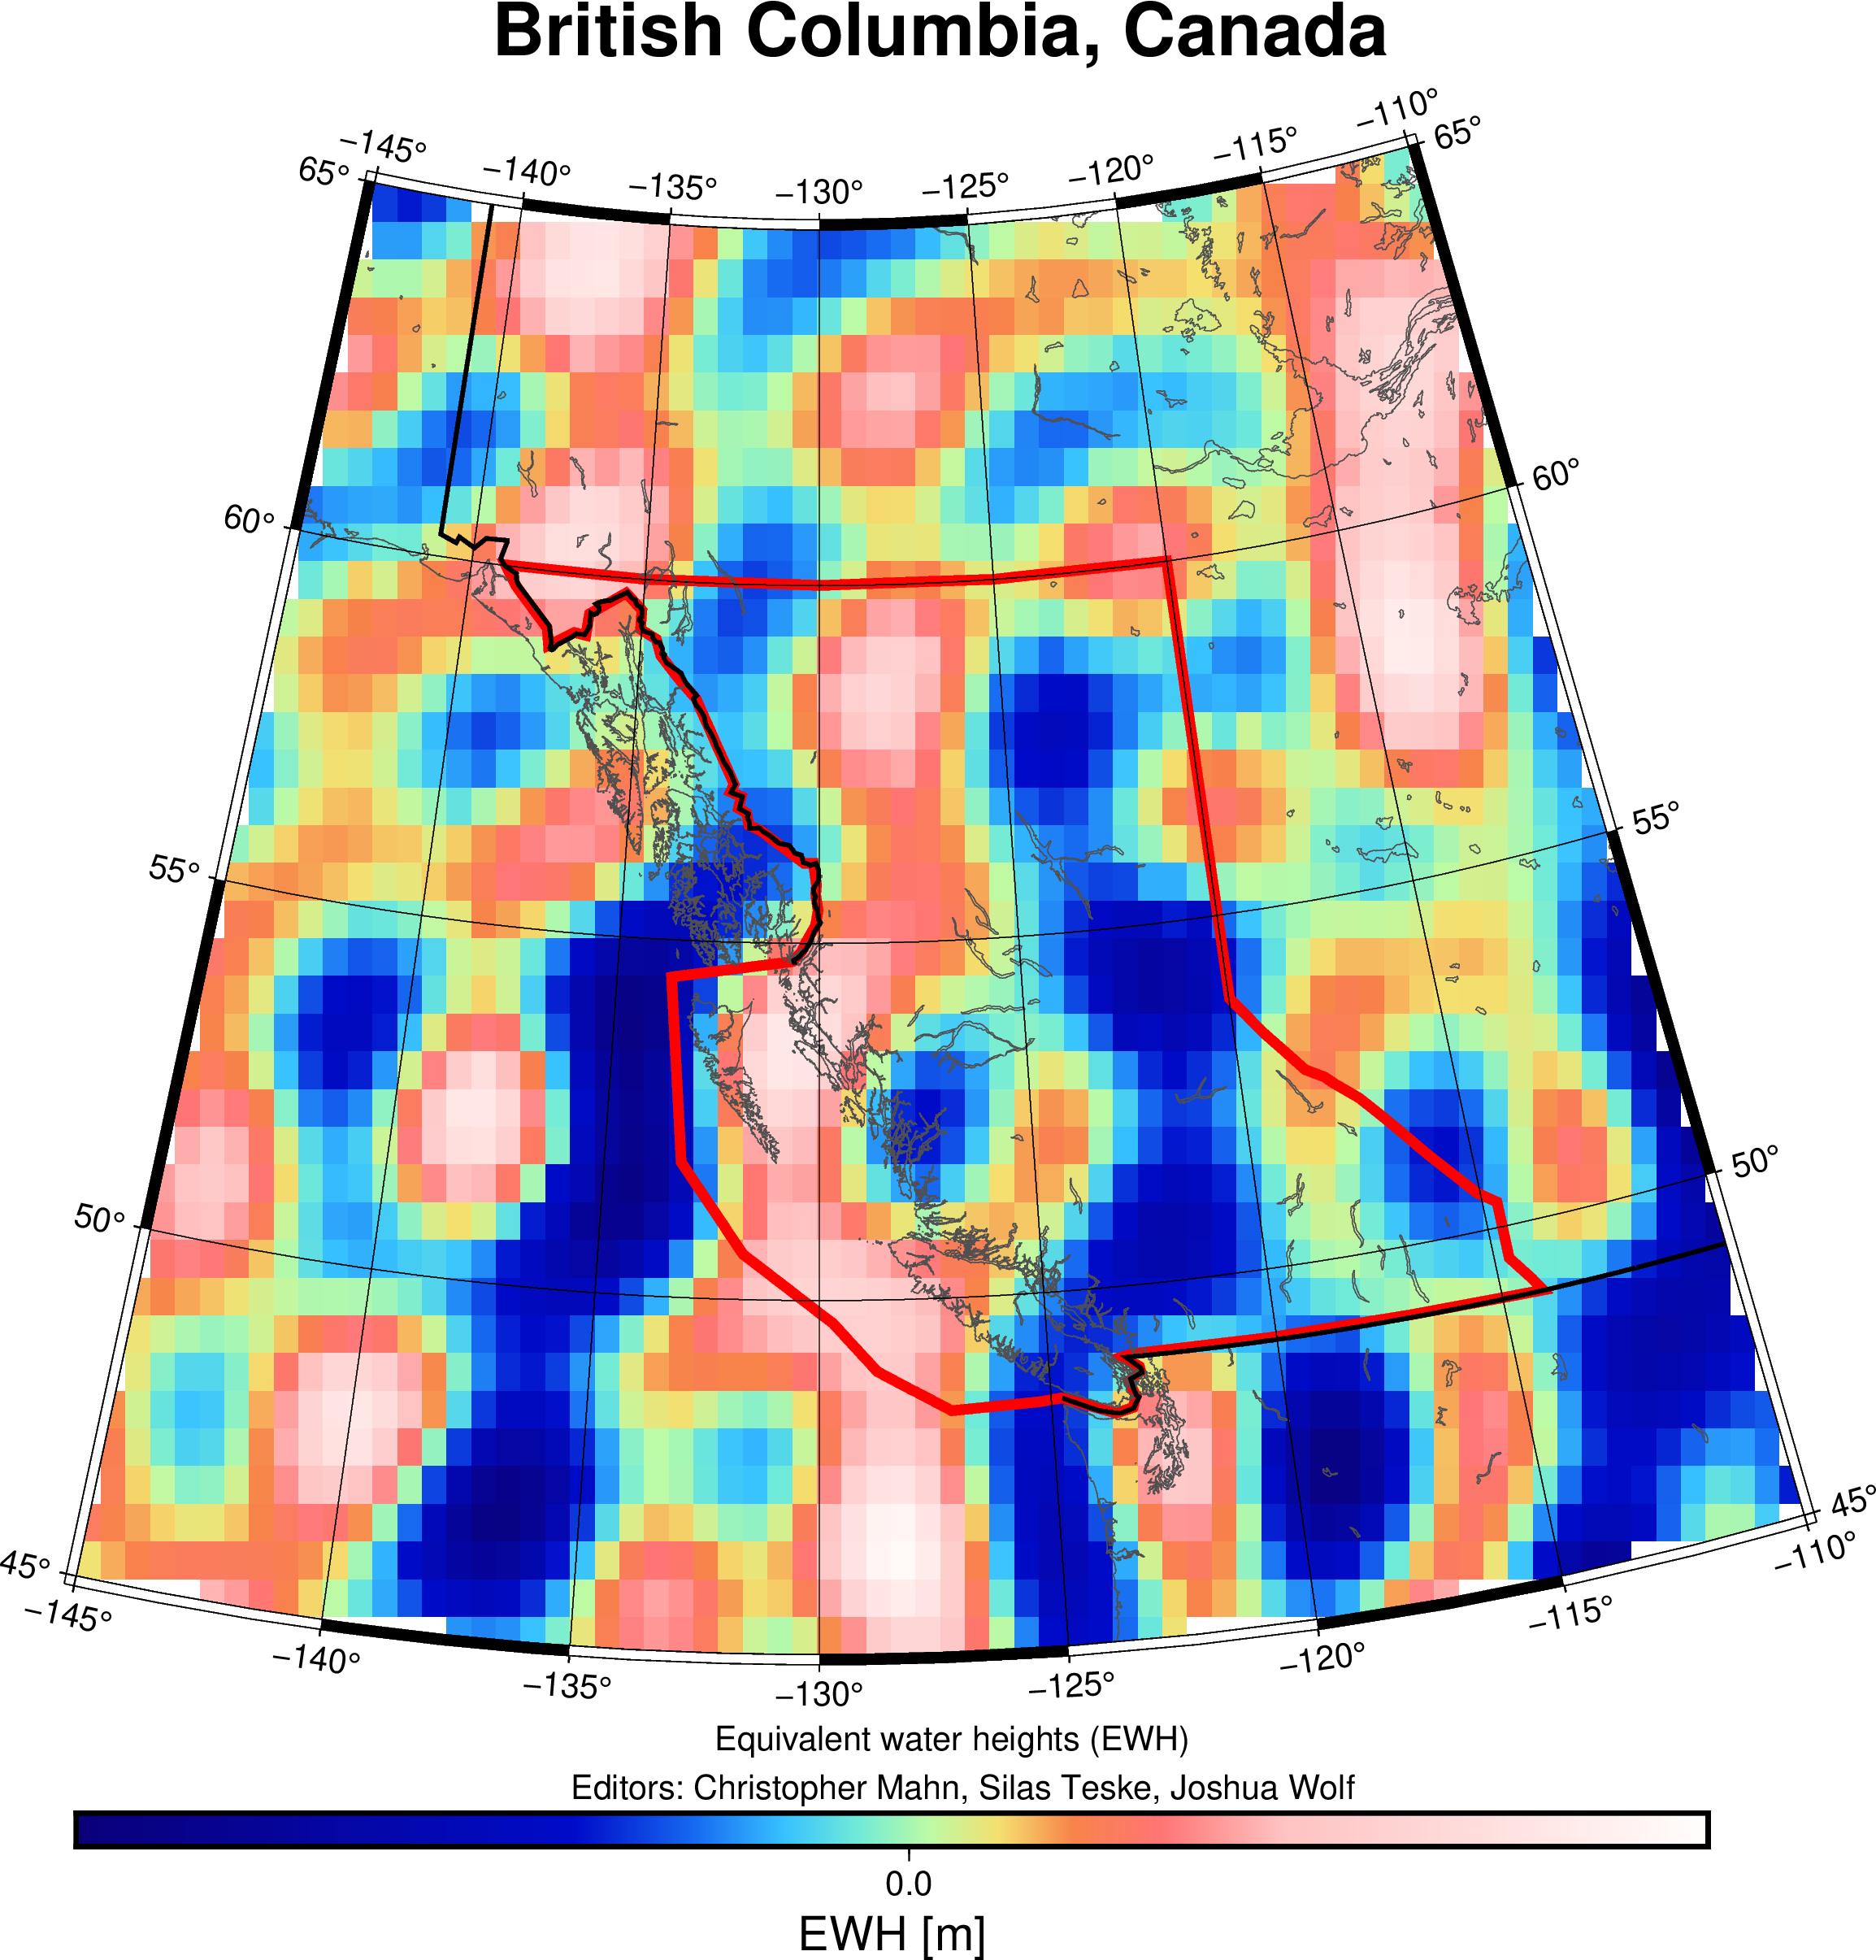 British Columbia, Canada
−145° −140° −135° −130° −125° −120° −115° −110°
65° 65°
60° 60°
55° 55°
50° 50°
45° 45°
−145° −140° −135° −130° −125° −120° −115° −110°
Equivalent water heights (EWH)
Editors: Christopher Mahn, Silas Teske, Joshua Wolf
0.0
EWH [m]